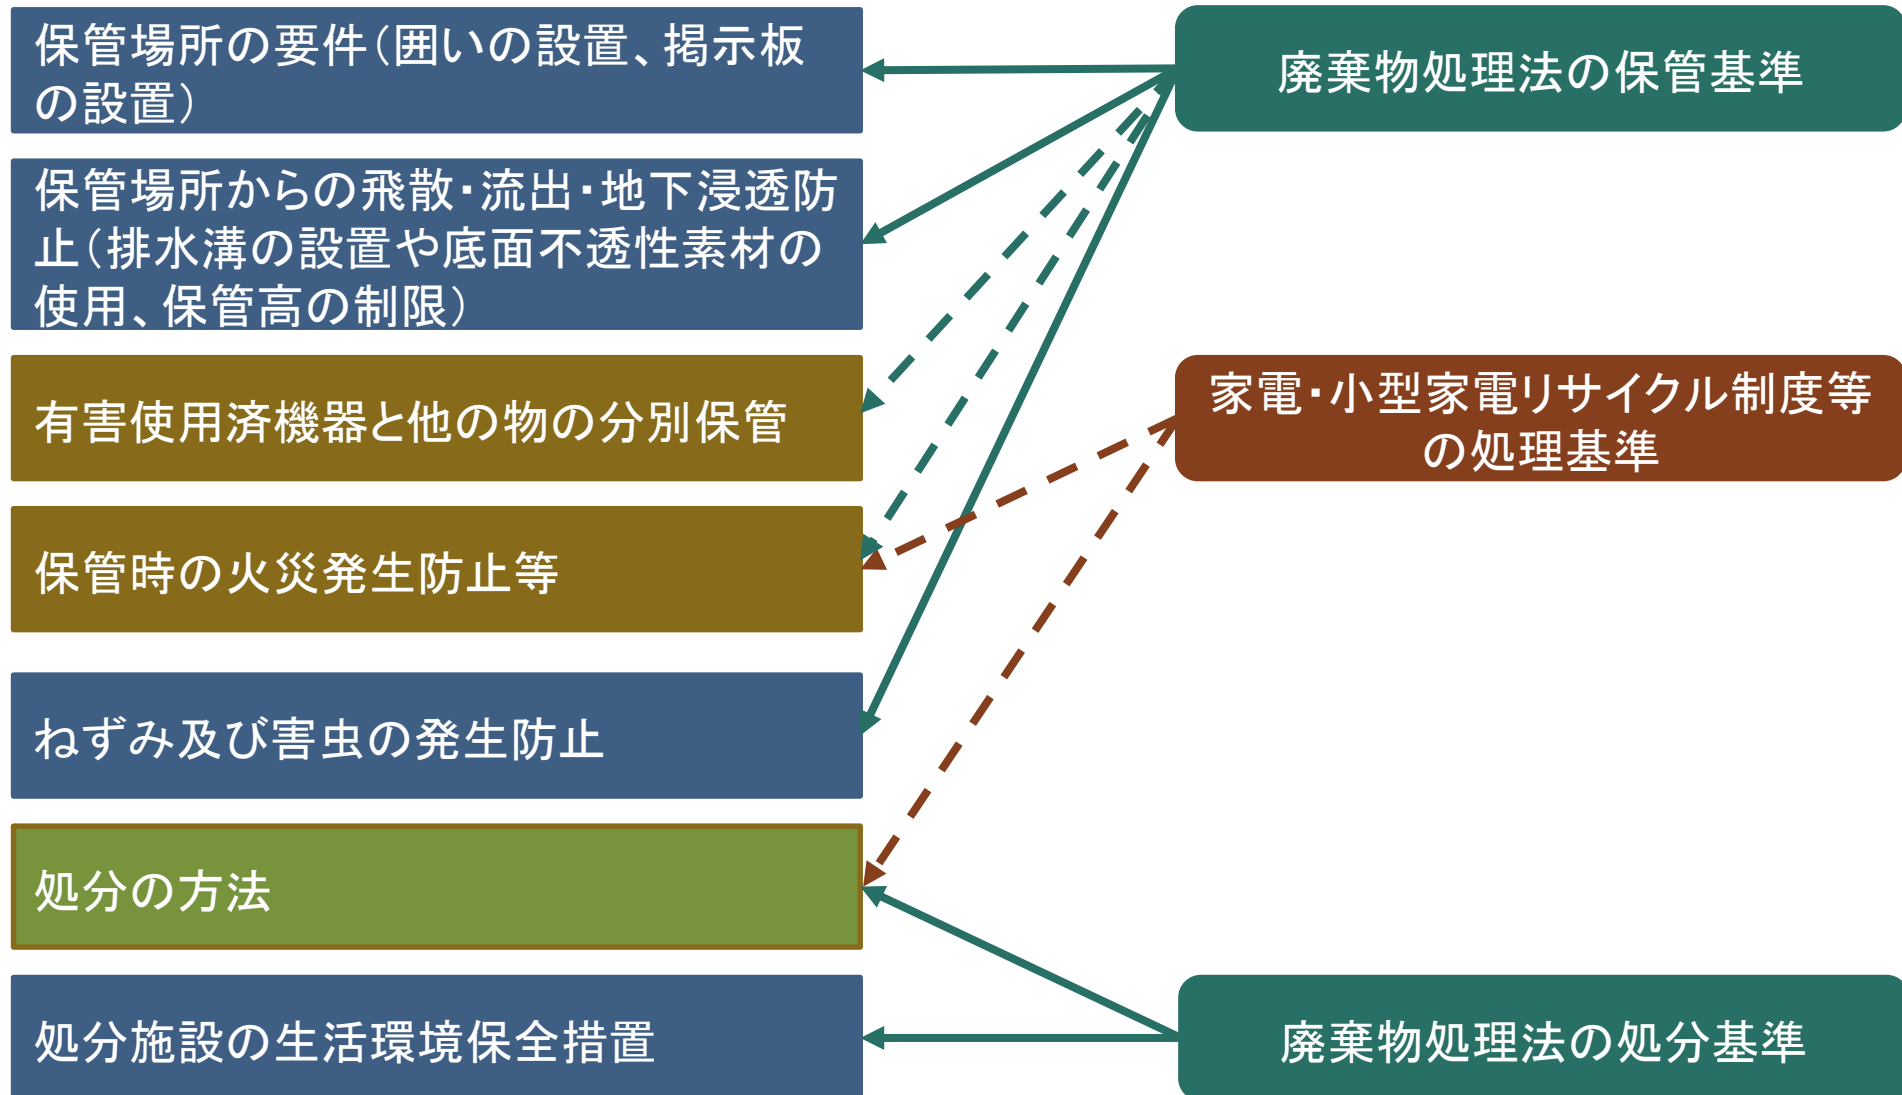 保管場所の要件（囲いの設置、掲示板
の設置）
保管場所からの飛散・流出・地下浸透防
止（排水溝の設置や底面不透性素材の
使用、保管高の制限）
有害使用済機器と他の物の分別保管
保管時の火災発生防止等
ねずみ及び害虫の発生防止
処分の方法
処分施設の生活環境保全措置
廃棄物処理法の保管基準
家電・小型家電リサイクル制度等
の処理基準
廃棄物処理法の処分基準